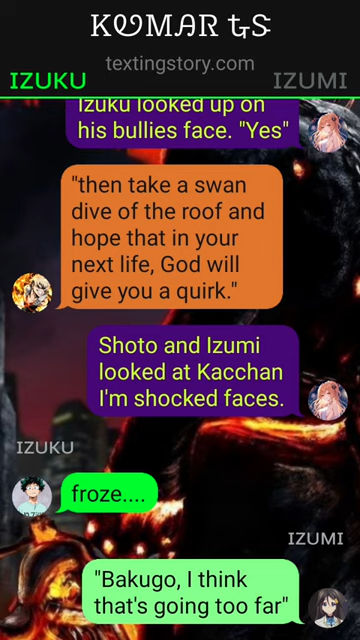 KUMAR GS
textingstory.com
IZUKU
IZUMI
Izuku looked up on
his bullies face. "Yes"
"then take a swan
dive of the roof and
hope that in your
next life, God will
give you a quirk."
Shoto and Izumi
looked at Kacchan
I'm shocked faces.
IZUKU
froze....
IZUMI
"Bakugo, I think
that's going too far"